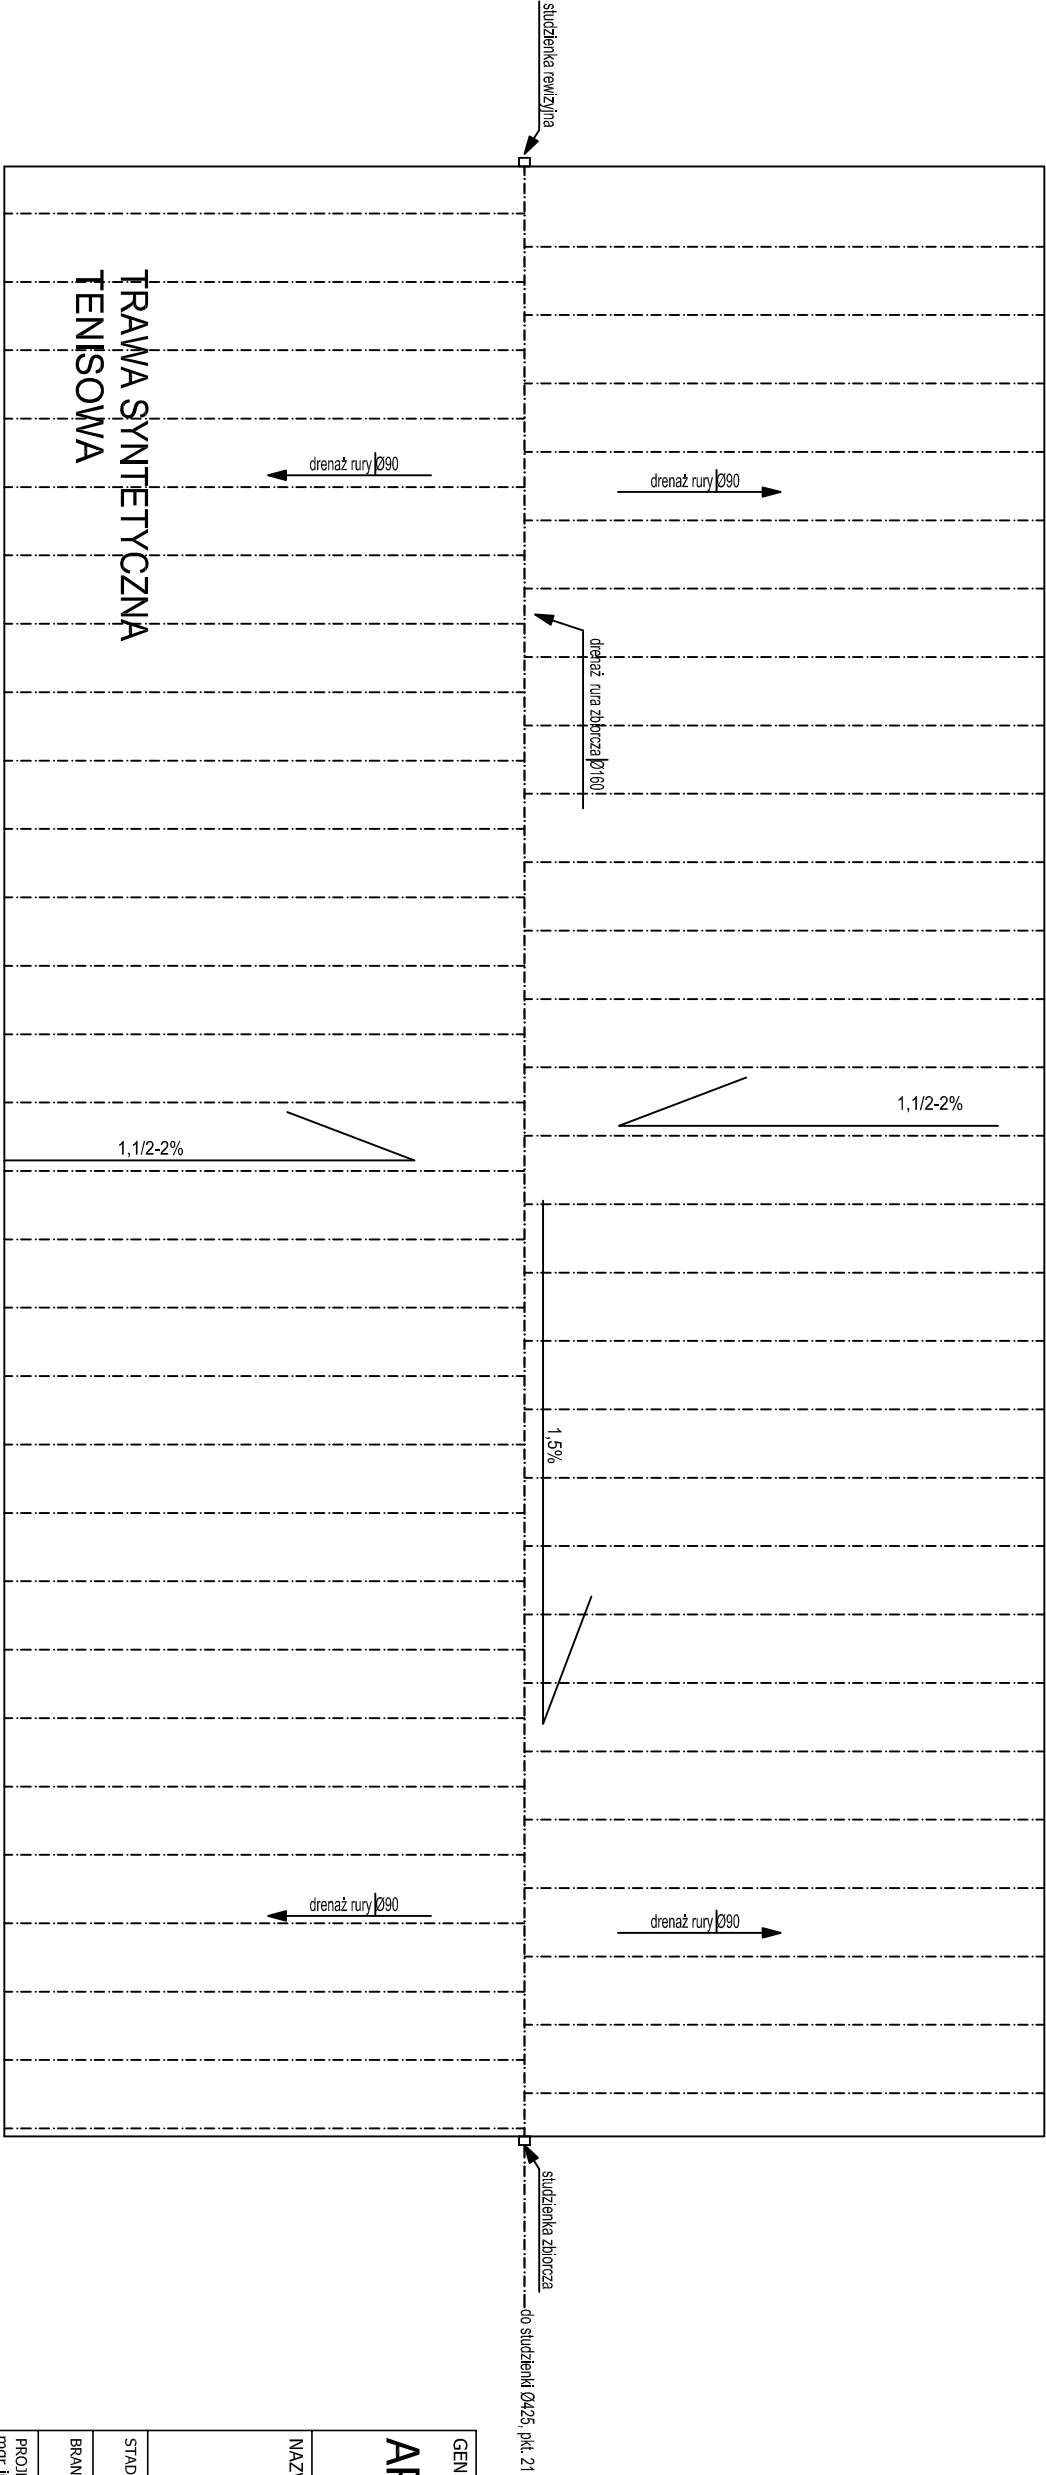 studzienka rewizyjna
TRAWA SYNTETYCZNA
TENISOWA
drenaż rury Ø90
drenaż rury Ø90
drenaż rura zbiorcza Ø160
1,1/2-2%
1,1/2-2%
1,5%
drenaż rury Ø90
drenaż rury Ø90
studzienka zbiorcza
do studzienki Ø425, pkt. 21
GEN
NAZW
STAD
BRAN
PROJ